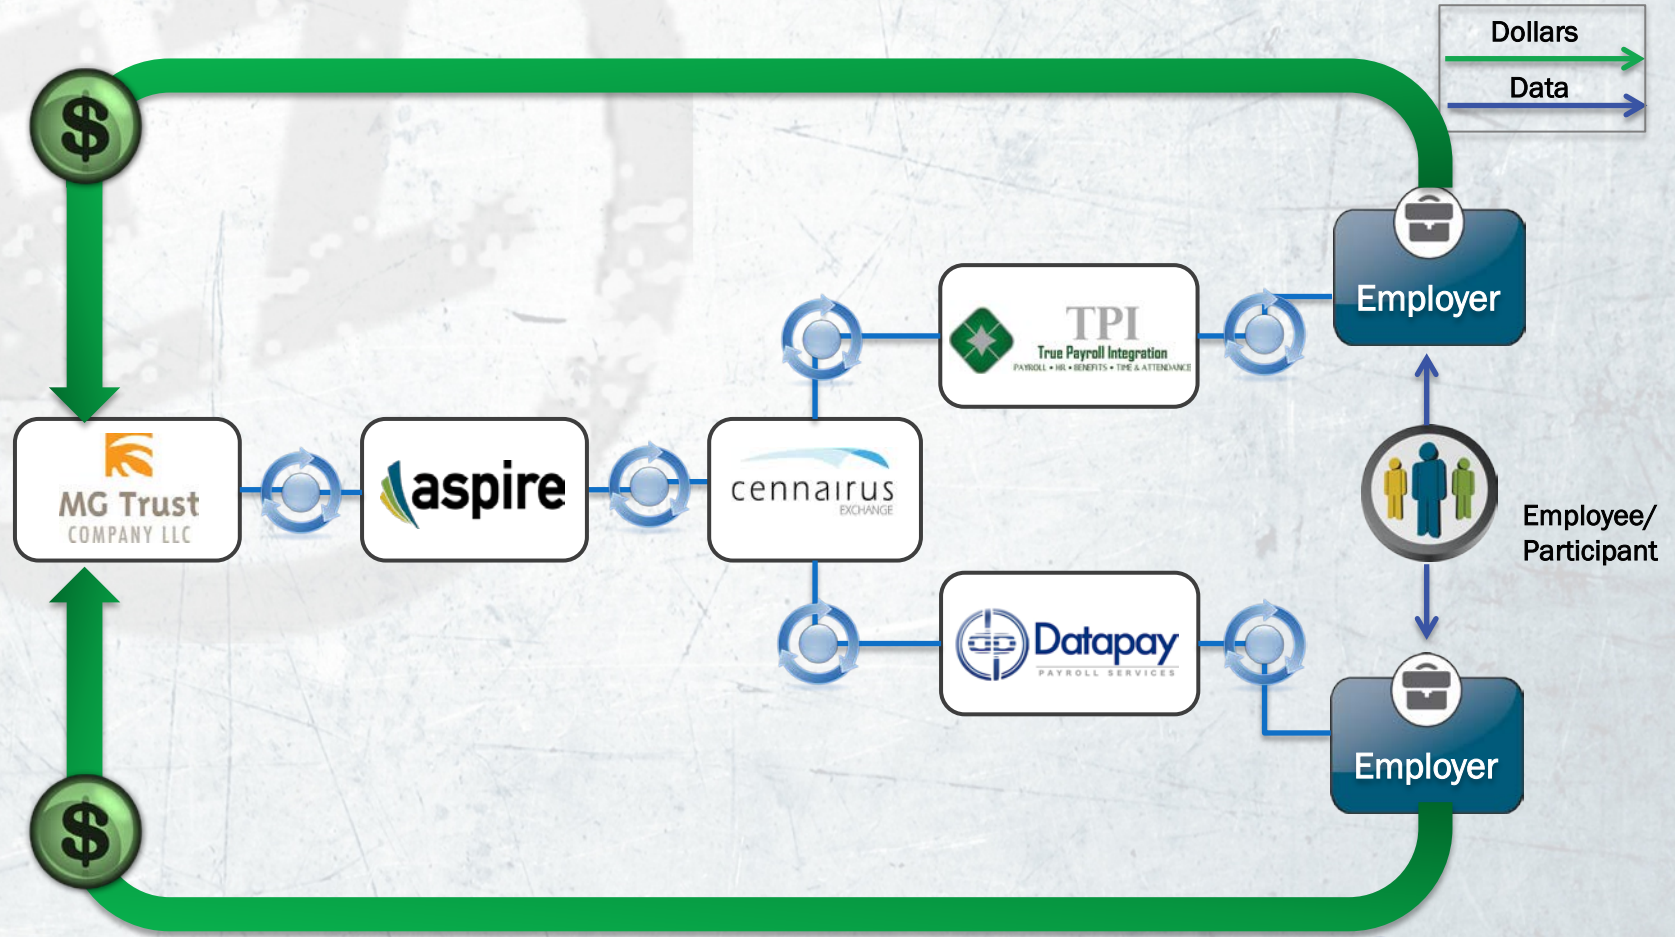 Dollars
Data
$
Employer
TPI
True Payroll Integration
PAYROLL • HR • BENEFITS • TIME & ATTENDANCE
MG Trust
COMPANY LLC
aspire
cennairus
EXCHANGE
Employee/
Participant
dp Datapay
PAYROLL SERVICES
Employer
$